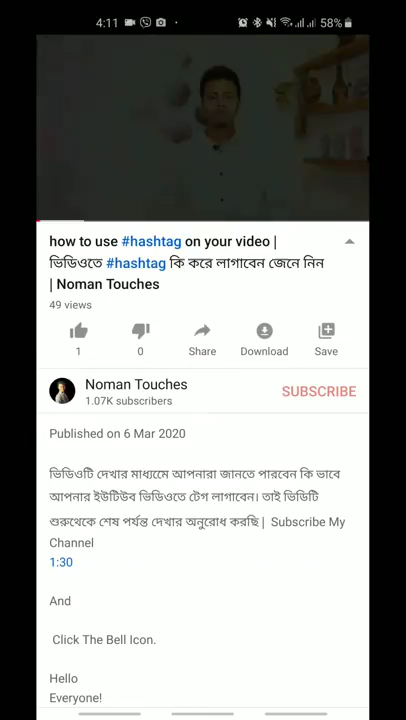 4:11
58%
how to use #hashtag on your video |
ভিডিওতে #hashtag কি করে লাগাবেন জেনে নিন
| Noman Touches
49 views
1 0 Share Download Save
Noman Touches
1.07K subscribers
SUBSCRIBE
Published on 6 Mar 2020
ভিডিওটি দেখার মাধ্যমে আপনারা জানতে পারবেন কি ভাবে
আপনার ইউটিউব ভিডিওতে টেগ লাগাবেন। তাই ভিডিটি
শুরুথেকে শেষ পর্যন্ত দেখার অনুরোধ করছি | Subscribe My
Channel
1:30
And
Click The Bell Icon.
Hello
Everyone!